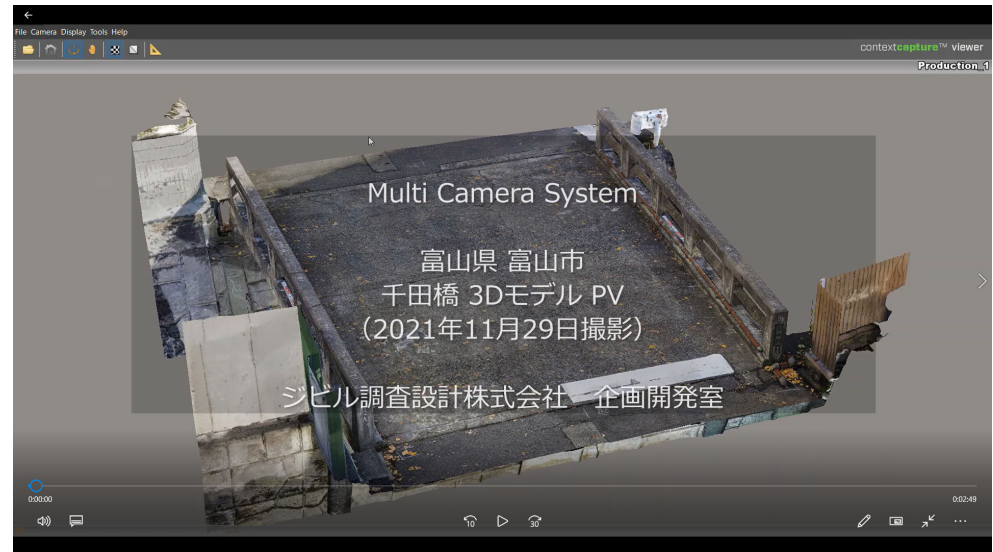 File Camera Display Tools Help
contextcapture™ viewer
Production_1
Multi Camera System
富山県 富山市
千田橋 3Dモデル PV
（2021年11月29日撮影）
ジビル調査設計株式会社　企画開発室
0:00:00
0:02:49
10
30